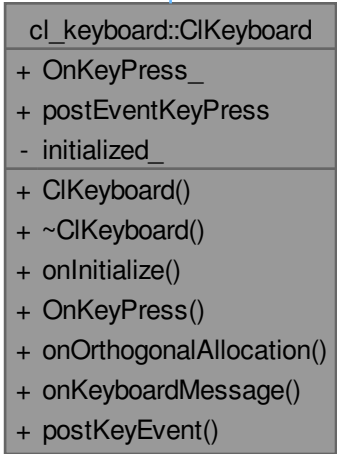 cl_keyboard::ClKeyboard
+ OnKeyPress_
+ postEventKeyPress
- initialized_
+ ClKeyboard()
+ ~ClKeyboard()
+ onInitialize()
+ OnKeyPress()
+ onOrthogonalAllocation()
+ onKeyboardMessage()
+ postKeyEvent()